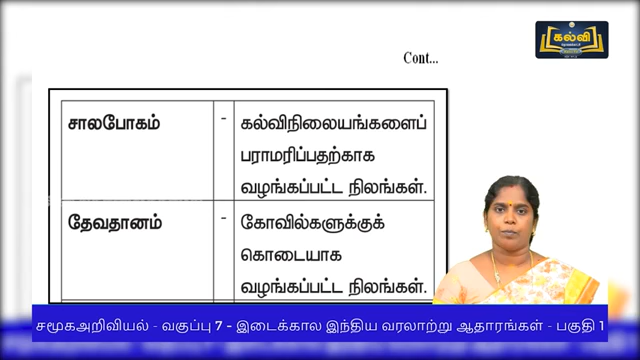 கல்வி
Cont...
சாலபோகம் - கல்விநிலையங்களைப்
பராமரிப்பதற்காக
வழங்கப்பட்ட நிலங்கள்.
தேவதானம் - கோவில்களுக்குக்
கொடையாக
வழங்கப்பட்ட நிலங்கள்.
சமூகஅறிவியல் - வகுப்பு 7 - இடைக்கால இந்திய வரலாற்று ஆதாரங்கள் - பகுதி 1